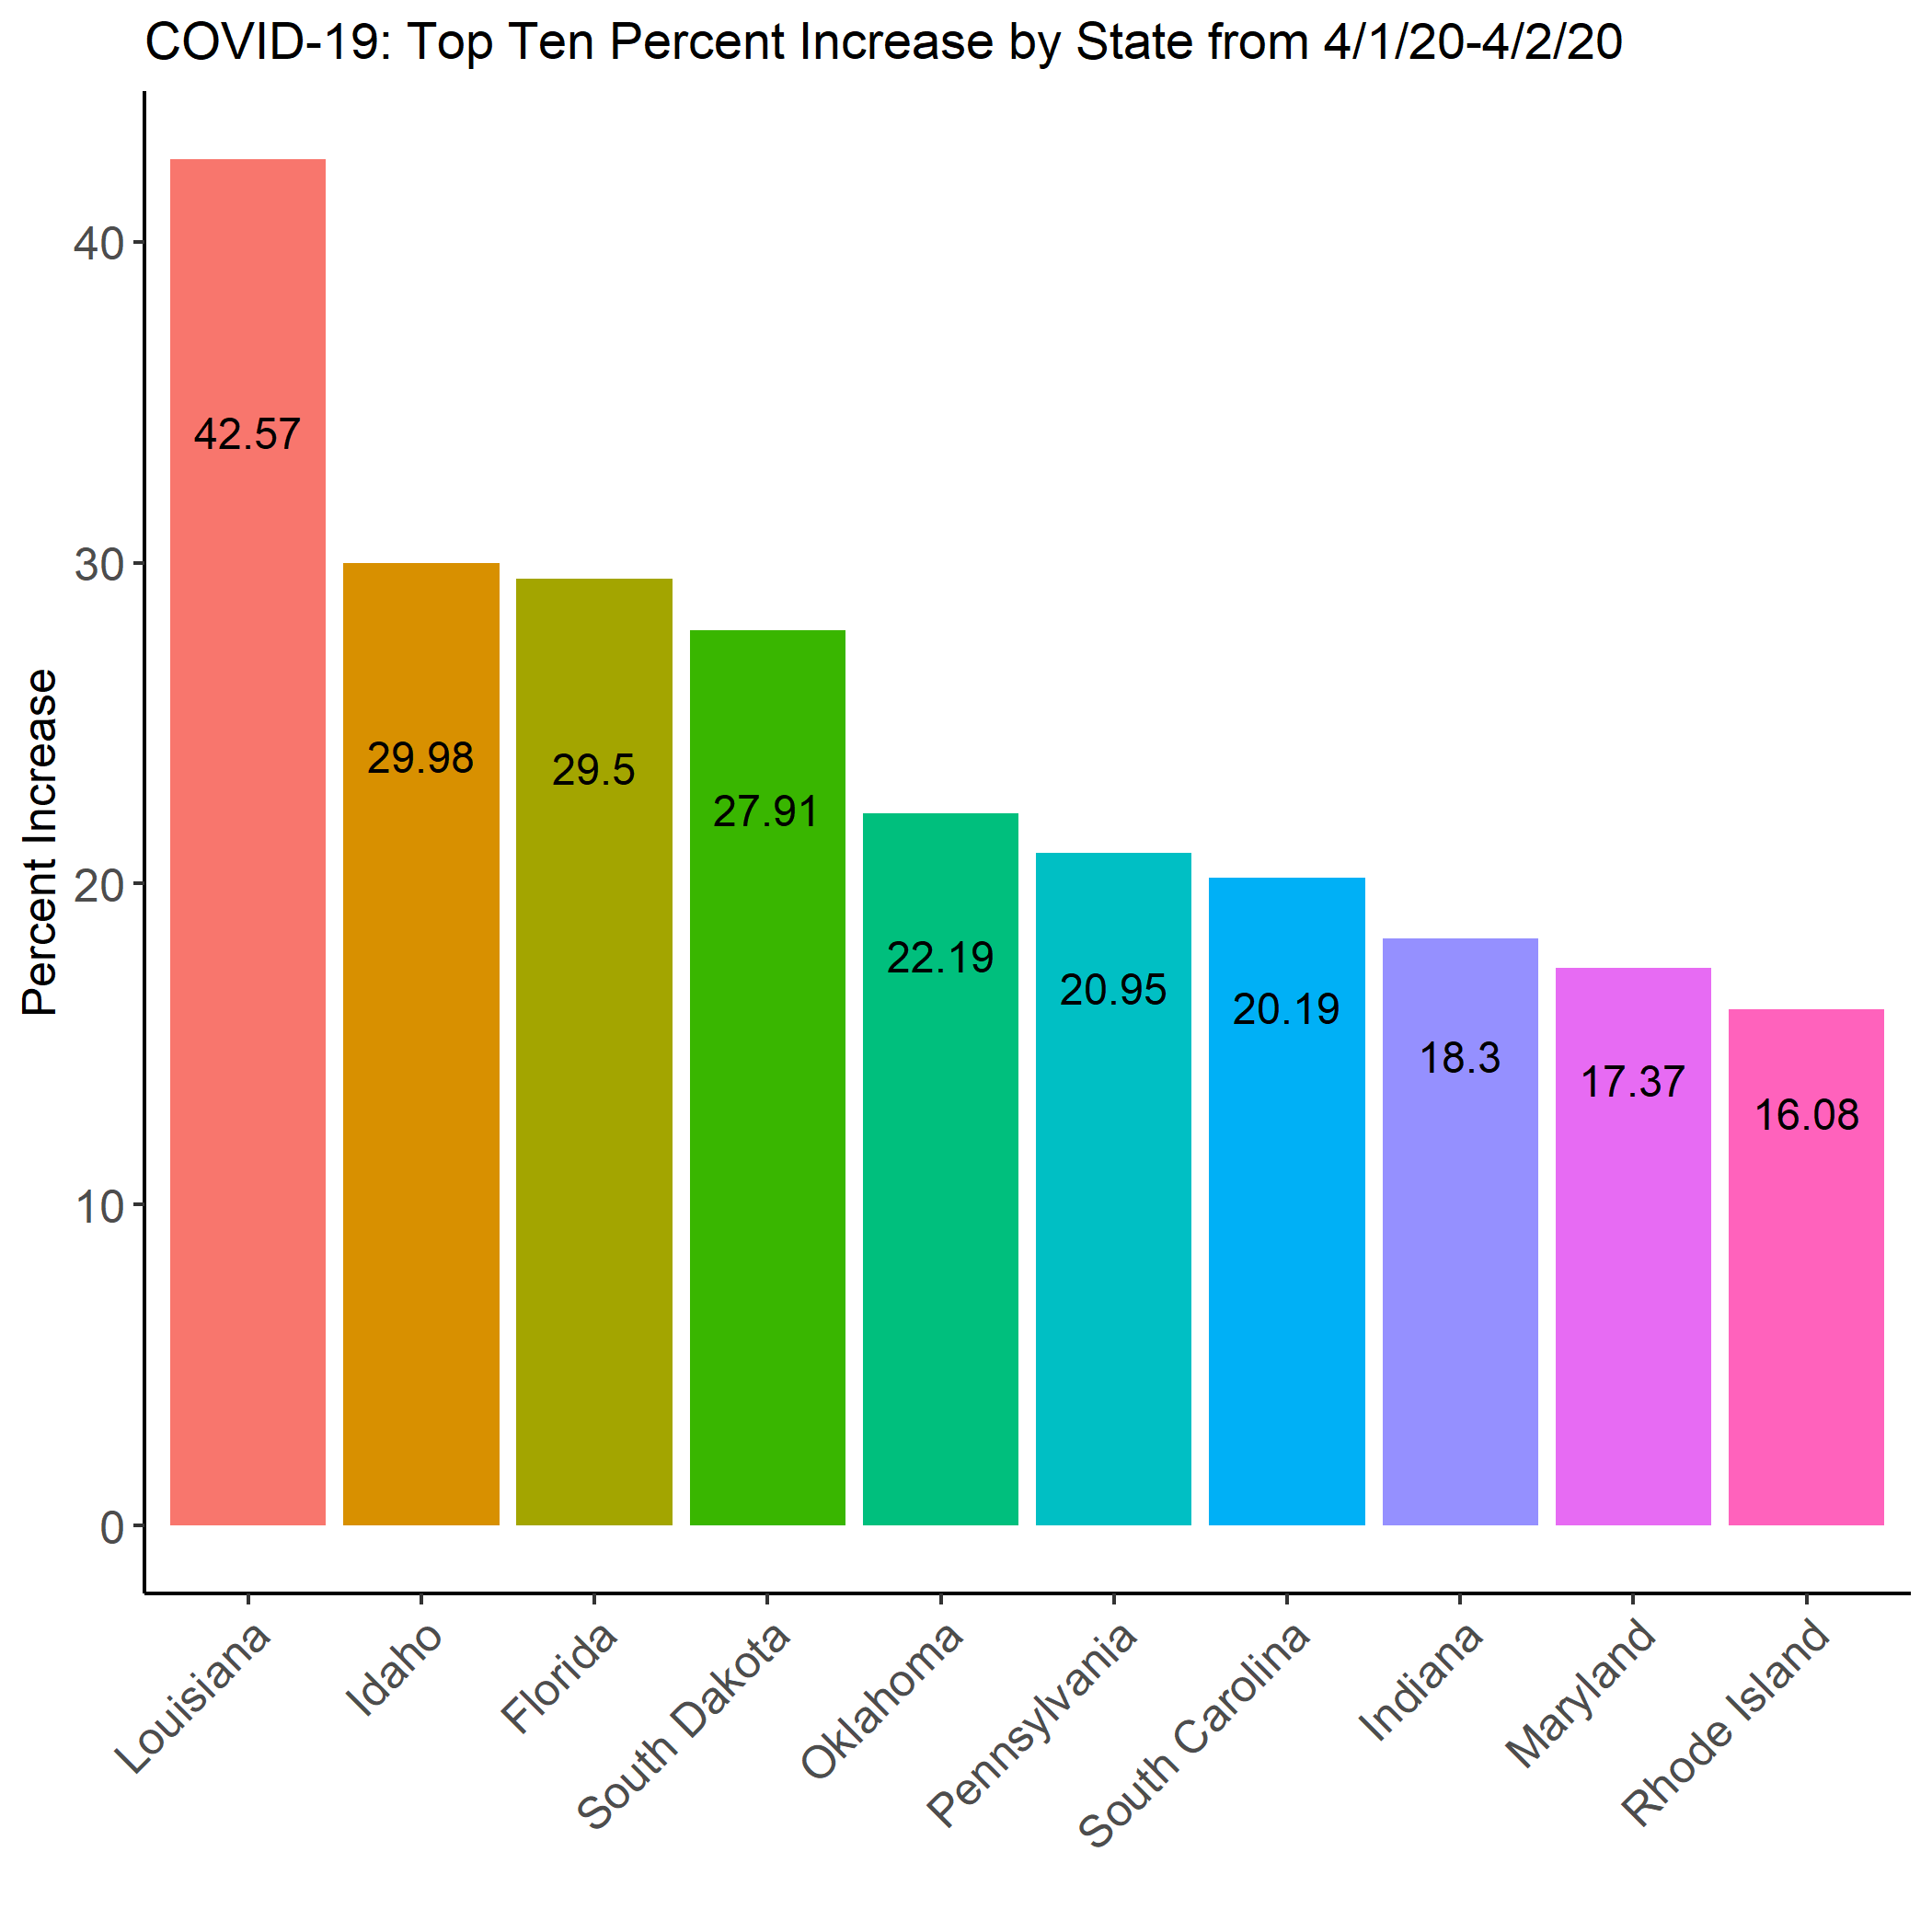 COVID-19: Top Ten Percent Increase by State from 4/1/20-4/2/20
Percent Increase
40
30
20
10
0
42.57
29.98
29.5
27.91
22.19
20.95
20.19
18.3
17.37
16.08
Louisiana
Idaho
Florida
South Dakota
Oklahoma
Pennsylvania
South Carolina
Indiana
Maryland
Rhode Island